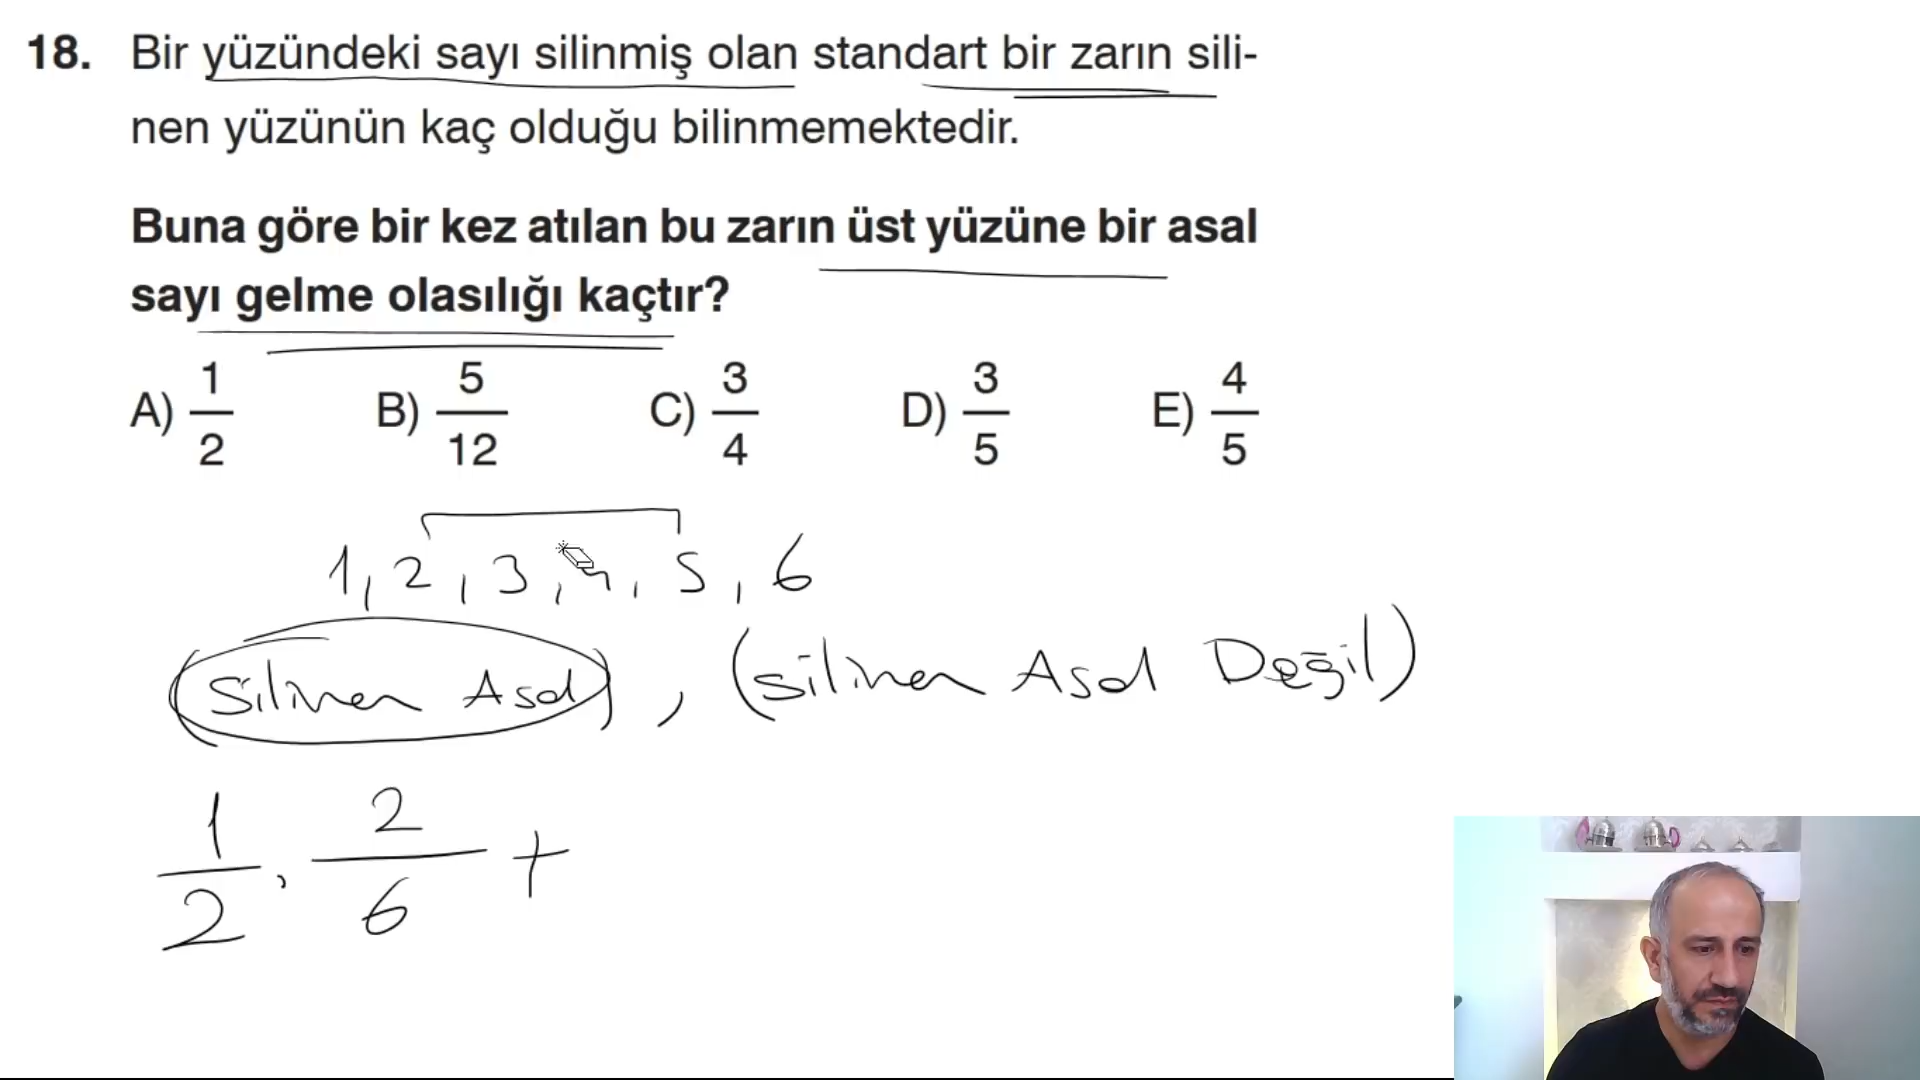 18. Bir yüzündeki sayı silinmiş olan standart bir zarın sili-
nen yüzünün kaç olduğu bilinmemektedir.
Buna göre bir kez atılan bu zarın üst yüzüne bir asal
sayı gelme olasılığı kaçtır?
A) 1/2 B) 5/12 C) 3/4 D) 3/5 E) 4/5
1, 2, 3, 4, 5, 6
(Silinen Asal), (Silinen Asal Değil)
1/2 . 2/6 +